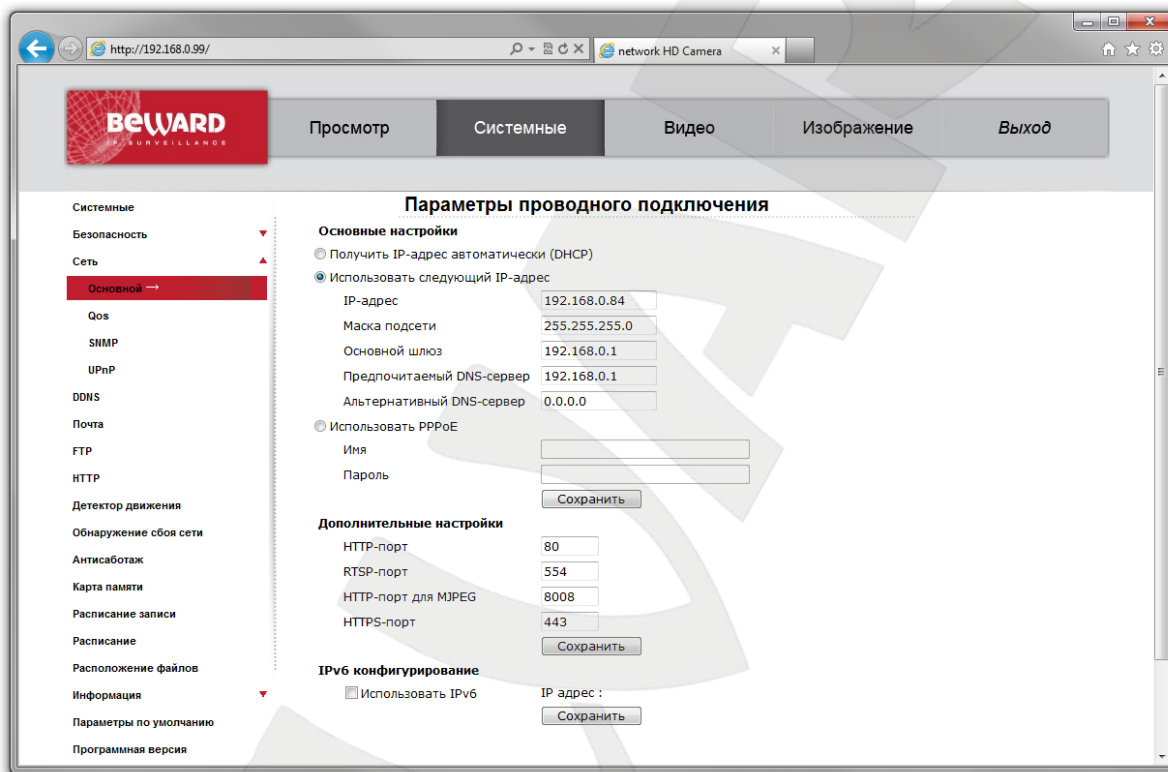 http://192.168.0.99/
network HD Camera
BEWARD
IP SURVEILLANCE
Просмотр
Системные
Видео
Изображение
Выход
Системные
Безопасность
Сеть
Основной →
Qos
SNMP
UPnP
DDNS
Почта
FTP
HTTP
Детектор движения
Обнаружение сбоя сети
Антисаботаж
Карта памяти
Расписание записи
Расписание
Расположение файлов
Информация
Параметры по умолчанию
Программная версия
Параметры проводного подключения
Основные настройки
Получить IP-адрес автоматически (DHCP)
Использовать следующий IP-адрес
IP-адрес 192.168.0.84
Маска подсети 255.255.255.0
Основной шлюз 192.168.0.1
Предпочитаемый DNS-сервер 192.168.0.1
Альтернативный DNS-сервер 0.0.0.0
Использовать PPPoE
Имя
Пароль
Сохранить
Дополнительные настройки
HTTP-порт 80
RTSP-порт 554
HTTP-порт для MJPEG 8008
HTTPS-порт 443
Сохранить
IPv6 конфигурирование
Использовать IPv6 IP адрес :
Сохранить